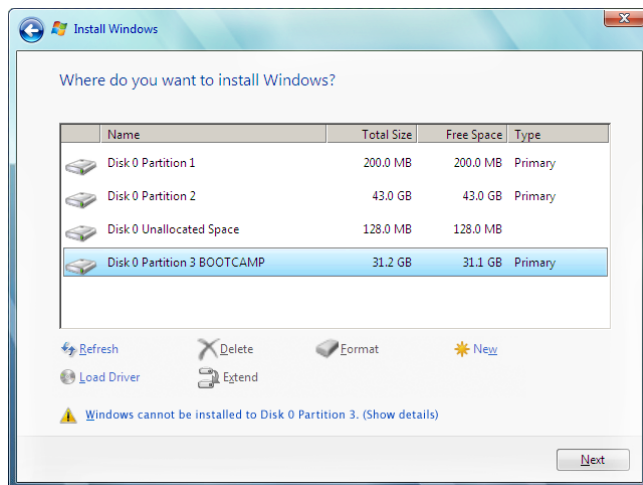 Install Windows
Where do you want to install Windows?
Name Total Size Free Space Type
Disk 0 Partition 1 200.0 MB 200.0 MB Primary
Disk 0 Partition 2 43.0 GB 43.0 GB Primary
Disk 0 Unallocated Space 128.0 MB 128.0 MB
Disk 0 Partition 3 BOOTCAMP 31.2 GB 31.1 GB Primary
Refresh Delete Format New
Load Driver Extend
Windows cannot be installed to Disk 0 Partition 3. (Show details)
Next